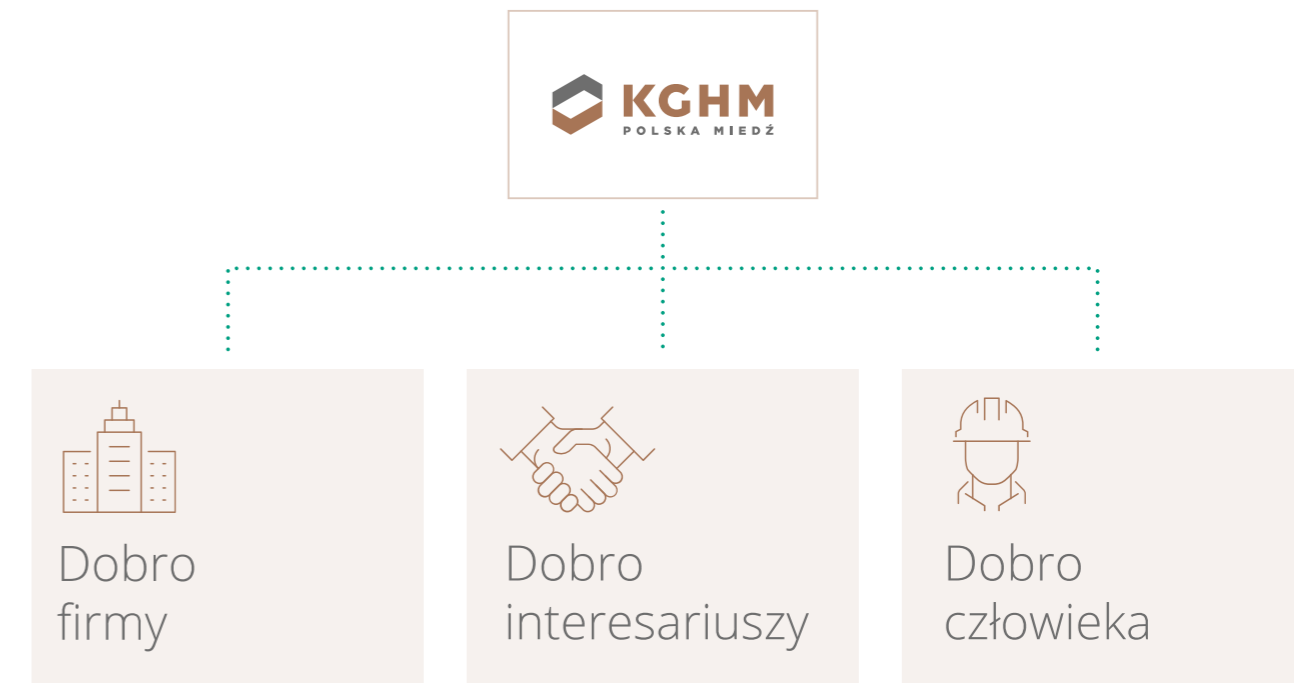 KGHM
POLSKA MIEDŹ
Dobro
firmy
Dobro
interesariuszy
Dobro
człowieka